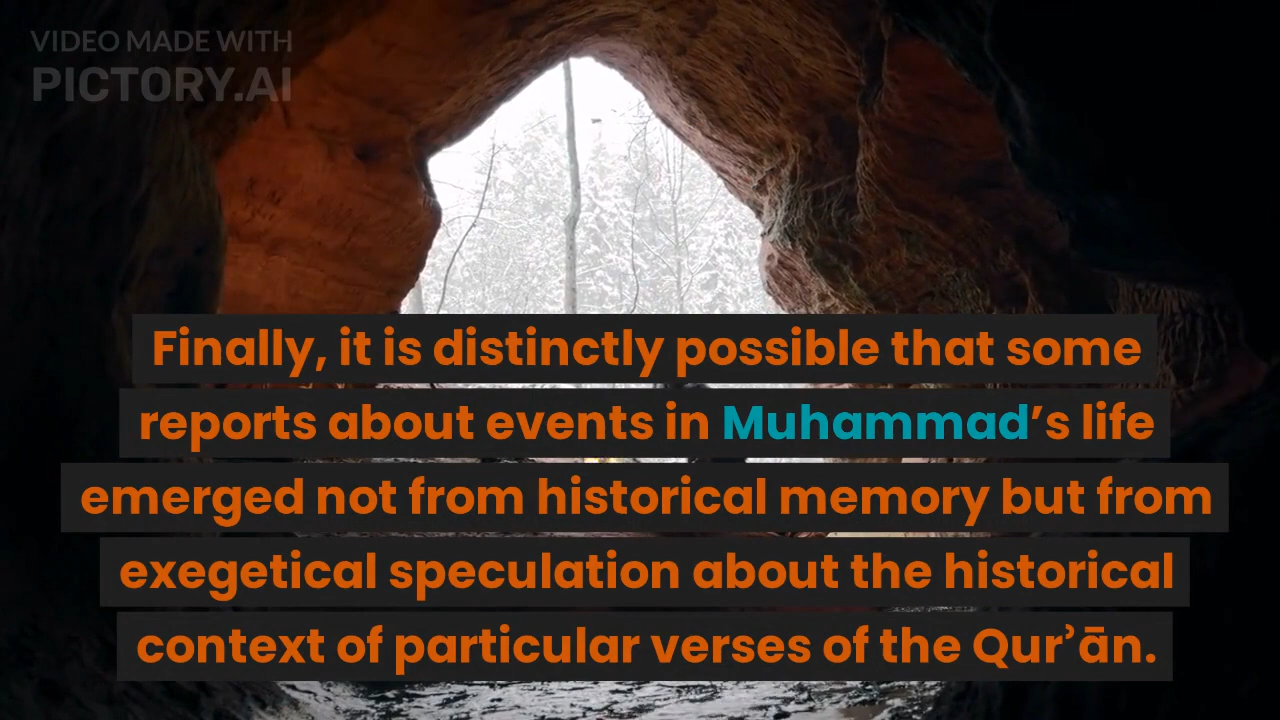 VIDEO MADE WITH
PICTORY.AI
Finally, it is distinctly possible that some
reports about events in Muhammad’s life
emerged not from historical memory but from
exegetical speculation about the historical
context of particular verses of the Qurʾān.